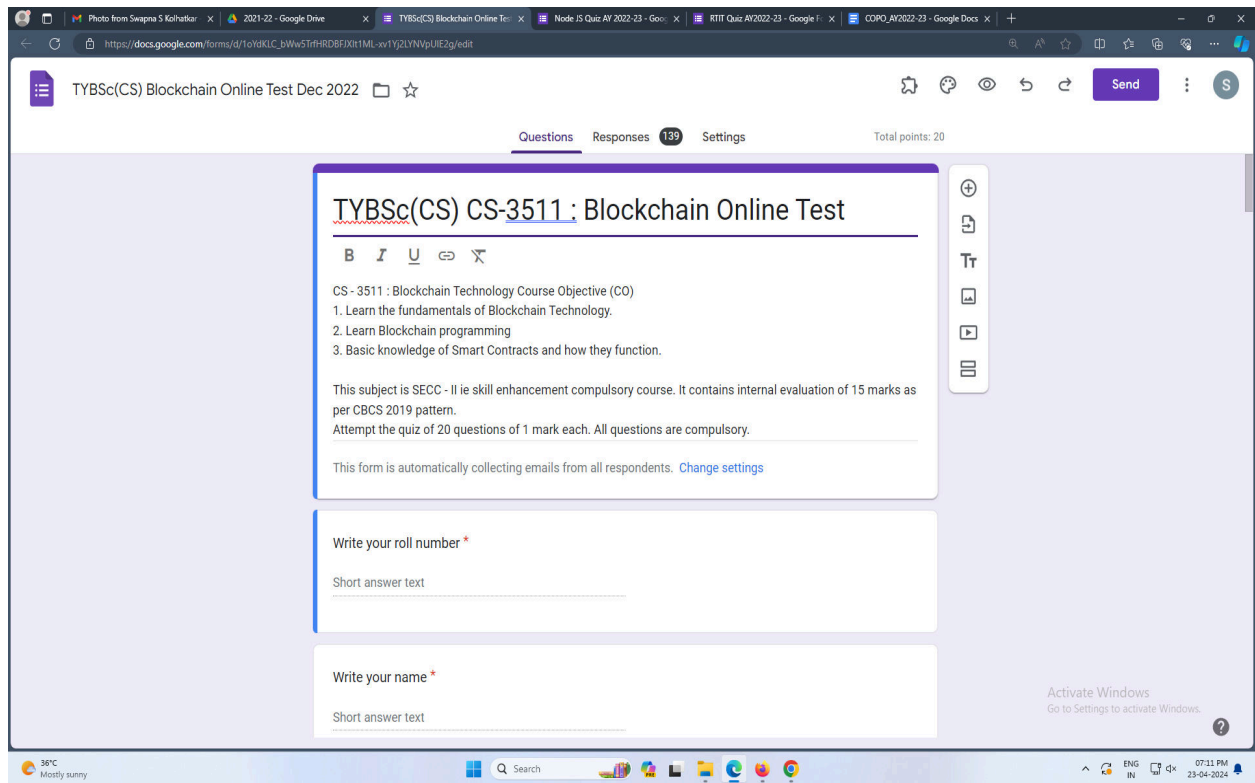 Photo from Swapna S Kolhatkar
2021-22 - Google Drive
TYBSc(CS) Blockchain Online Tes
Node JS Quiz AY 2022-23 - Goog
RTIT Quiz AY2022-23 - Google Fo
COPO_AY2022-23 - Google Docs
https://docs.google.com/forms/d/1oYdKLC_bWw5TrfHRDBFJXIt1ML-xv1Yj2LYNVpUIE2g/edit
TYBSc(CS) Blockchain Online Test Dec 2022
Send
S
Questions Responses 139 Settings
Total points: 20
TYBSc(CS) CS-3511 : Blockchain Online Test
B I U
CS - 3511 : Blockchain Technology Course Objective (CO)
1. Learn the fundamentals of Blockchain Technology.
2. Learn Blockchain programming
3. Basic knowledge of Smart Contracts and how they function.
This subject is SECC - II ie skill enhancement compulsory course. It contains internal evaluation of 15 marks as
per CBCS 2019 pattern.
Attempt the quiz of 20 questions of 1 mark each. All questions are compulsory.
This form is automatically collecting emails from all respondents. Change settings
Write your roll number *
Short answer text
Write your name *
Short answer text
Activate Windows
Go to Settings to activate Windows.
36°C
Mostly sunny
Search
ENG
IN
07:11 PM
23-04-2024